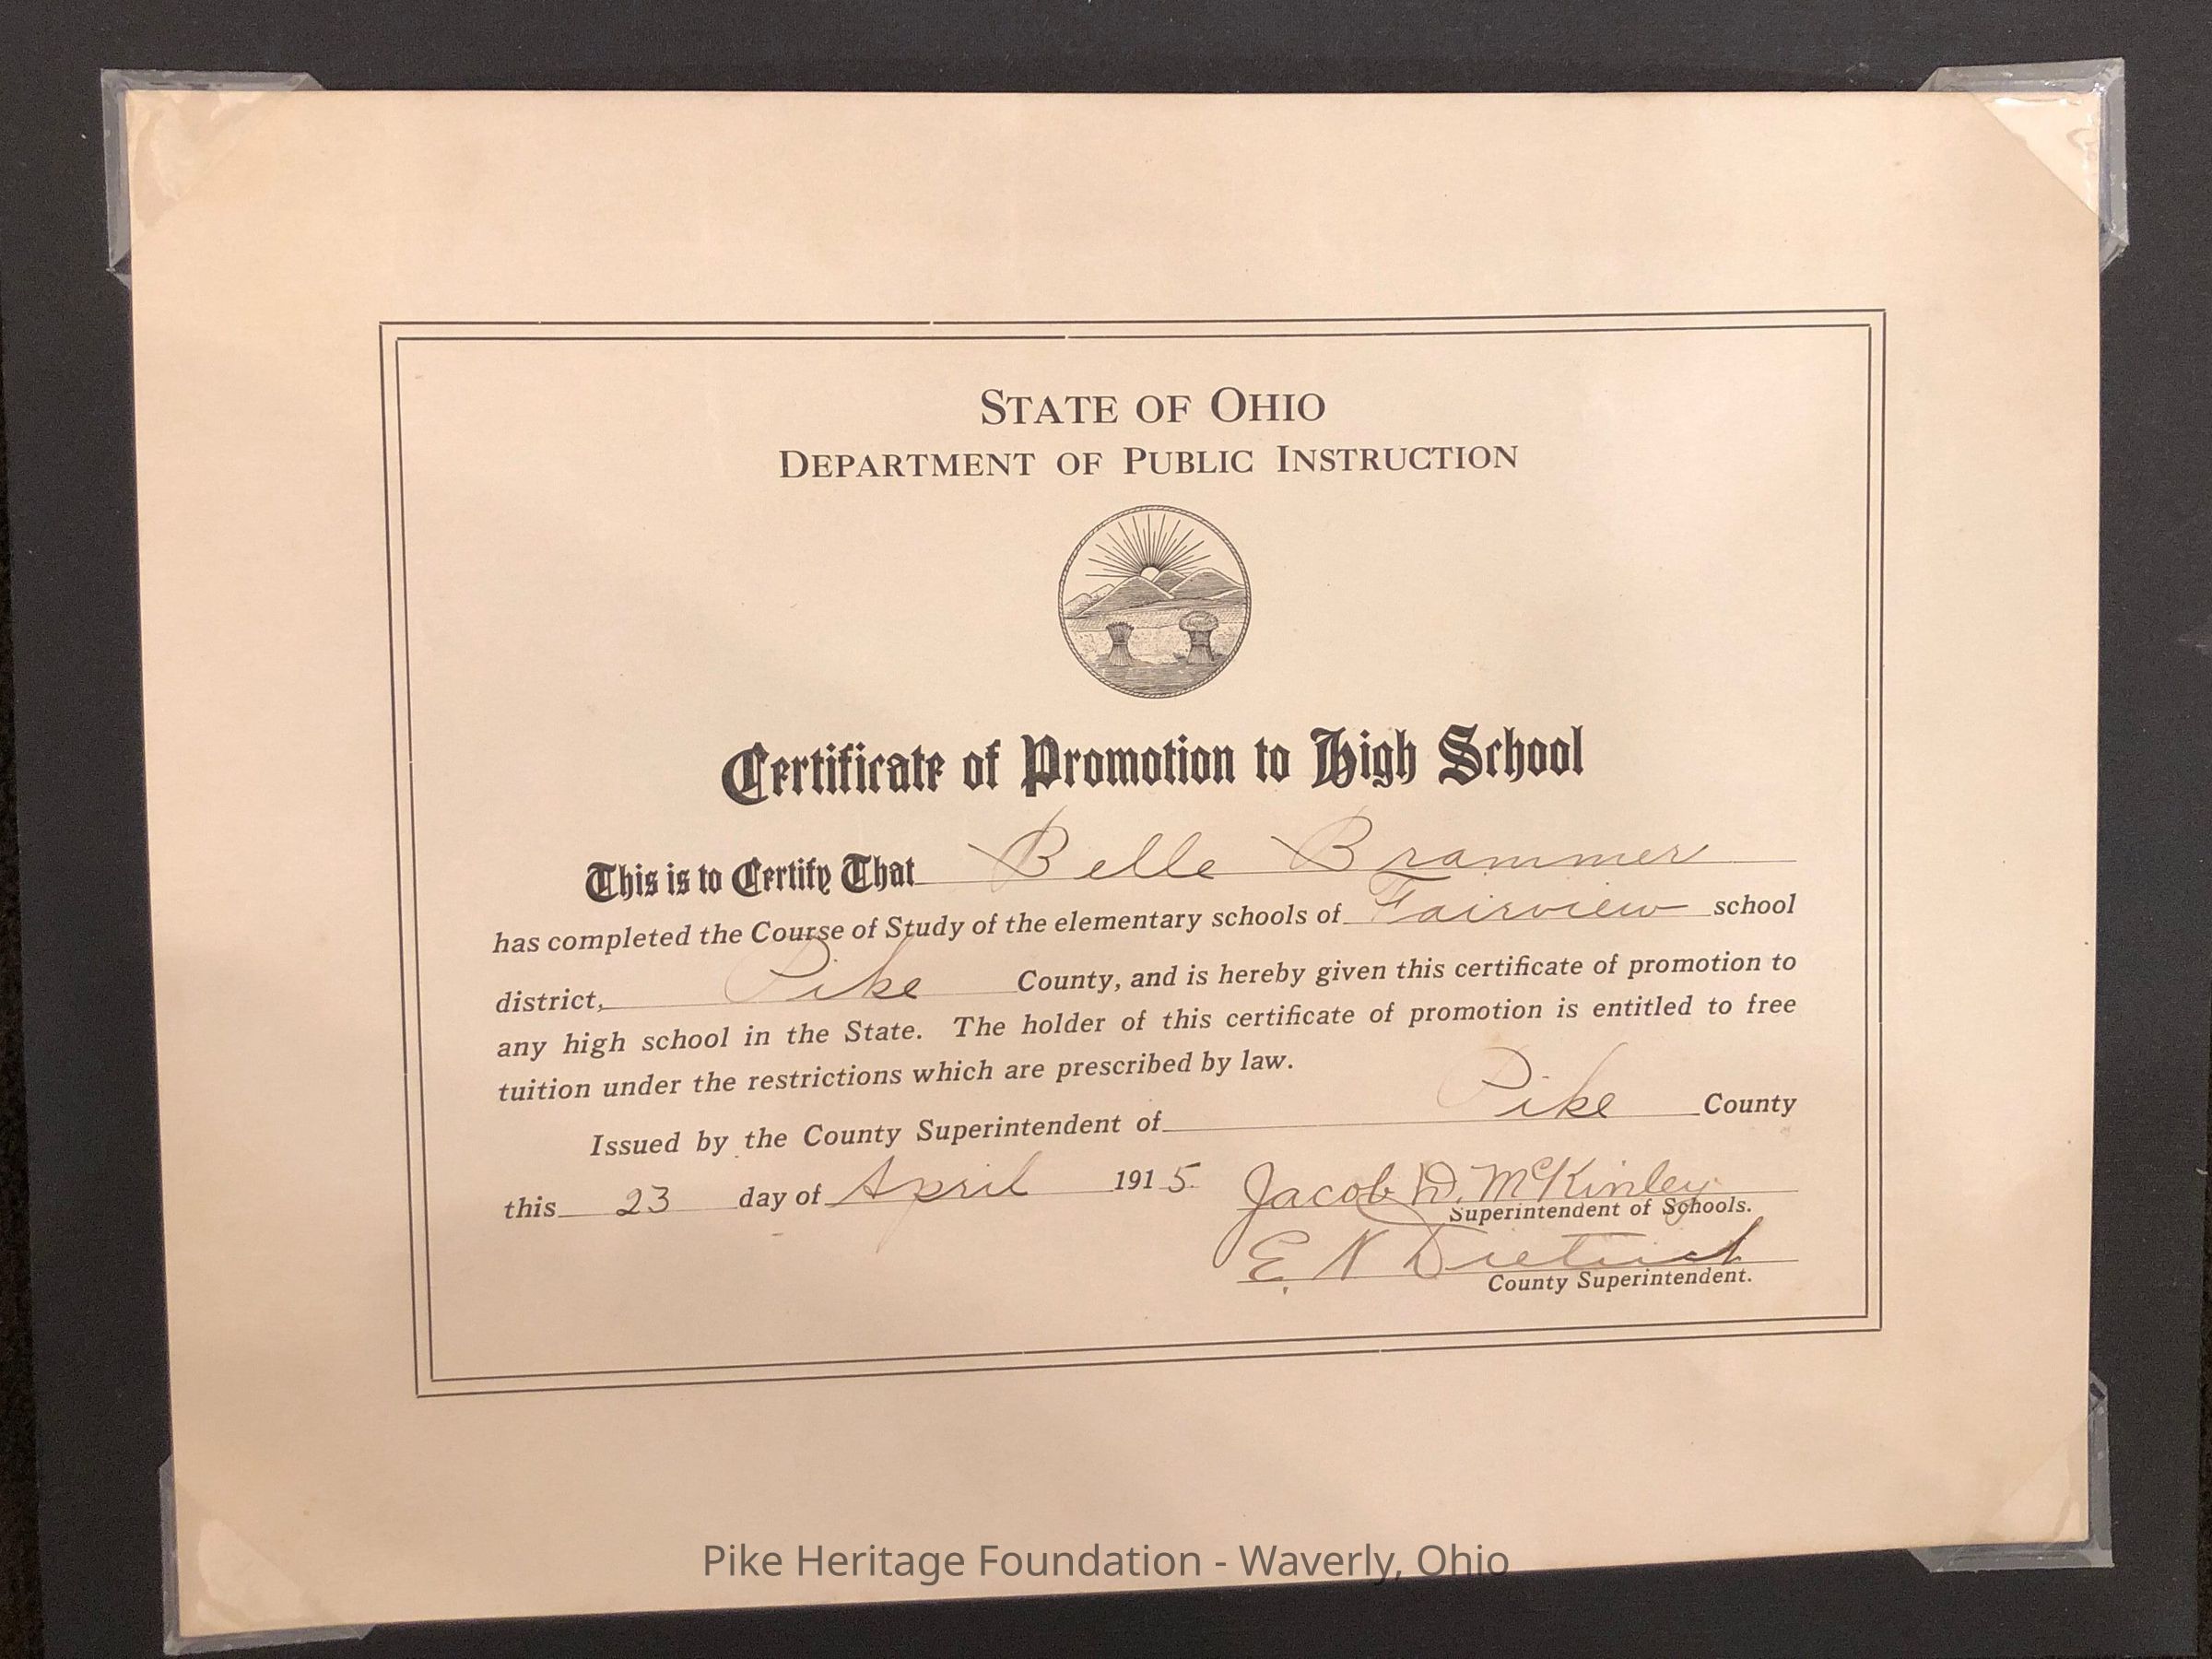 STATE OF OHIO
DEPARTMENT OF PUBLIC INSTRUCTION
Certificate of Promotion to High School
This is to Certify That Belle Brammer
has completed the Course of Study of the elementary schools of Fairview school
district, Pike County, and is hereby given this certificate of promotion to
any high school in the State. The holder of this certificate of promotion is entitled to free
tuition under the restrictions which are prescribed by law.
Issued by the County Superintendent of Pike County
this 23 day of April 1915. Jacob D. McKinley
Superintendent of Schools.
E N Dietrich
County Superintendent.
Pike Heritage Foundation - Waverly, Ohio